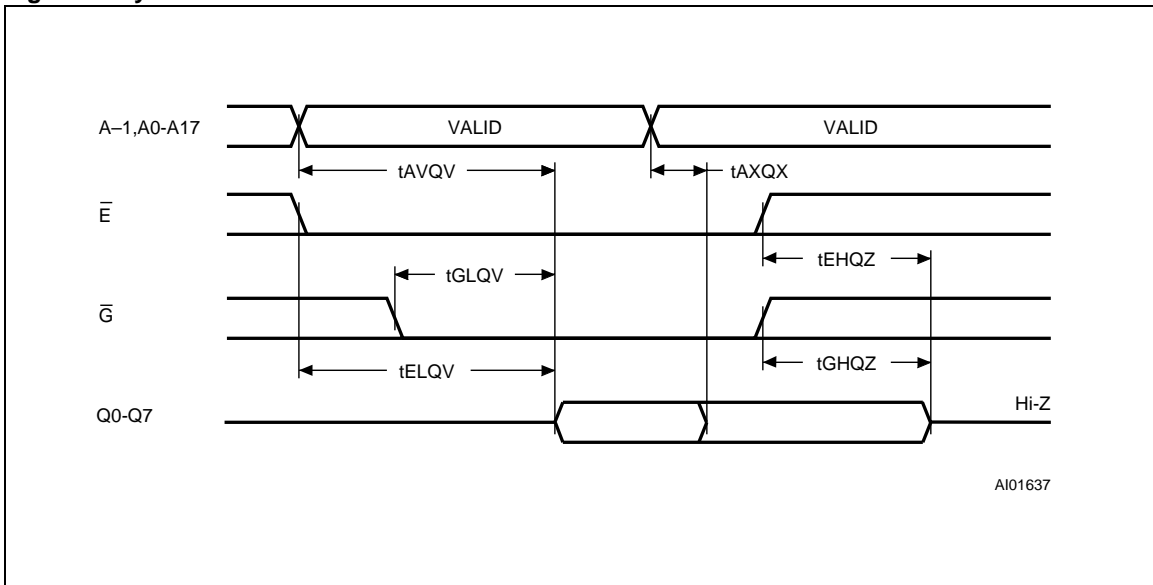 A–1,A0-A17 VALID VALID
tAVQV tAXQX
E̅
tEHQZ
tGLQV
G̅
tGHQZ
tELQV
Q0-Q7 Hi-Z
AI01637